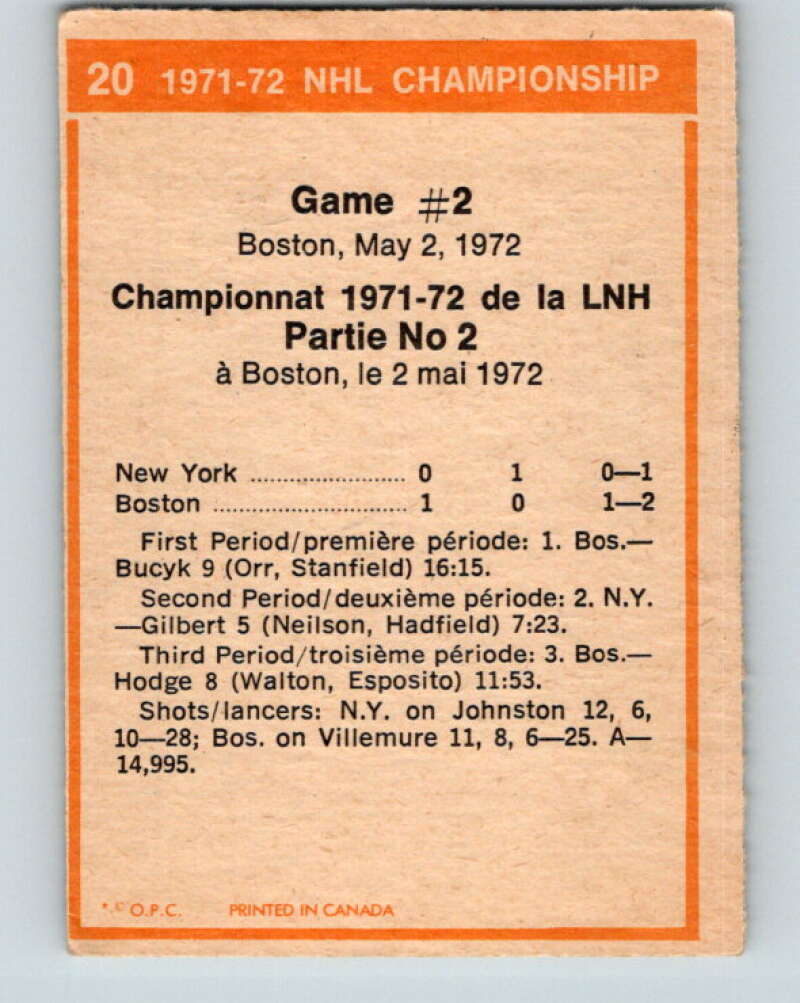 20 1971-72 NHL CHAMPIONSHIP
Game #2
Boston, May 2, 1972
Championnat 1971-72 de la LNH
Partie No 2
à Boston, le 2 mai 1972
New York ........................ 0 1 0—1
Boston .............................. 1 0 1—2
First Period/première période: 1. Bos.—
Bucyk 9 (Orr, Stanfield) 16:15.
Second Period/deuxième période: 2. N.Y.
—Gilbert 5 (Neilson, Hadfield) 7:23.
Third Period/troisième période: 3. Bos.—
Hodge 8 (Walton, Esposito) 11:53.
Shots/lancers: N.Y. on Johnston 12, 6,
10—28; Bos. on Villemure 11, 8, 6—25. A—
14,995.
*.© O.P.C. PRINTED IN CANADA